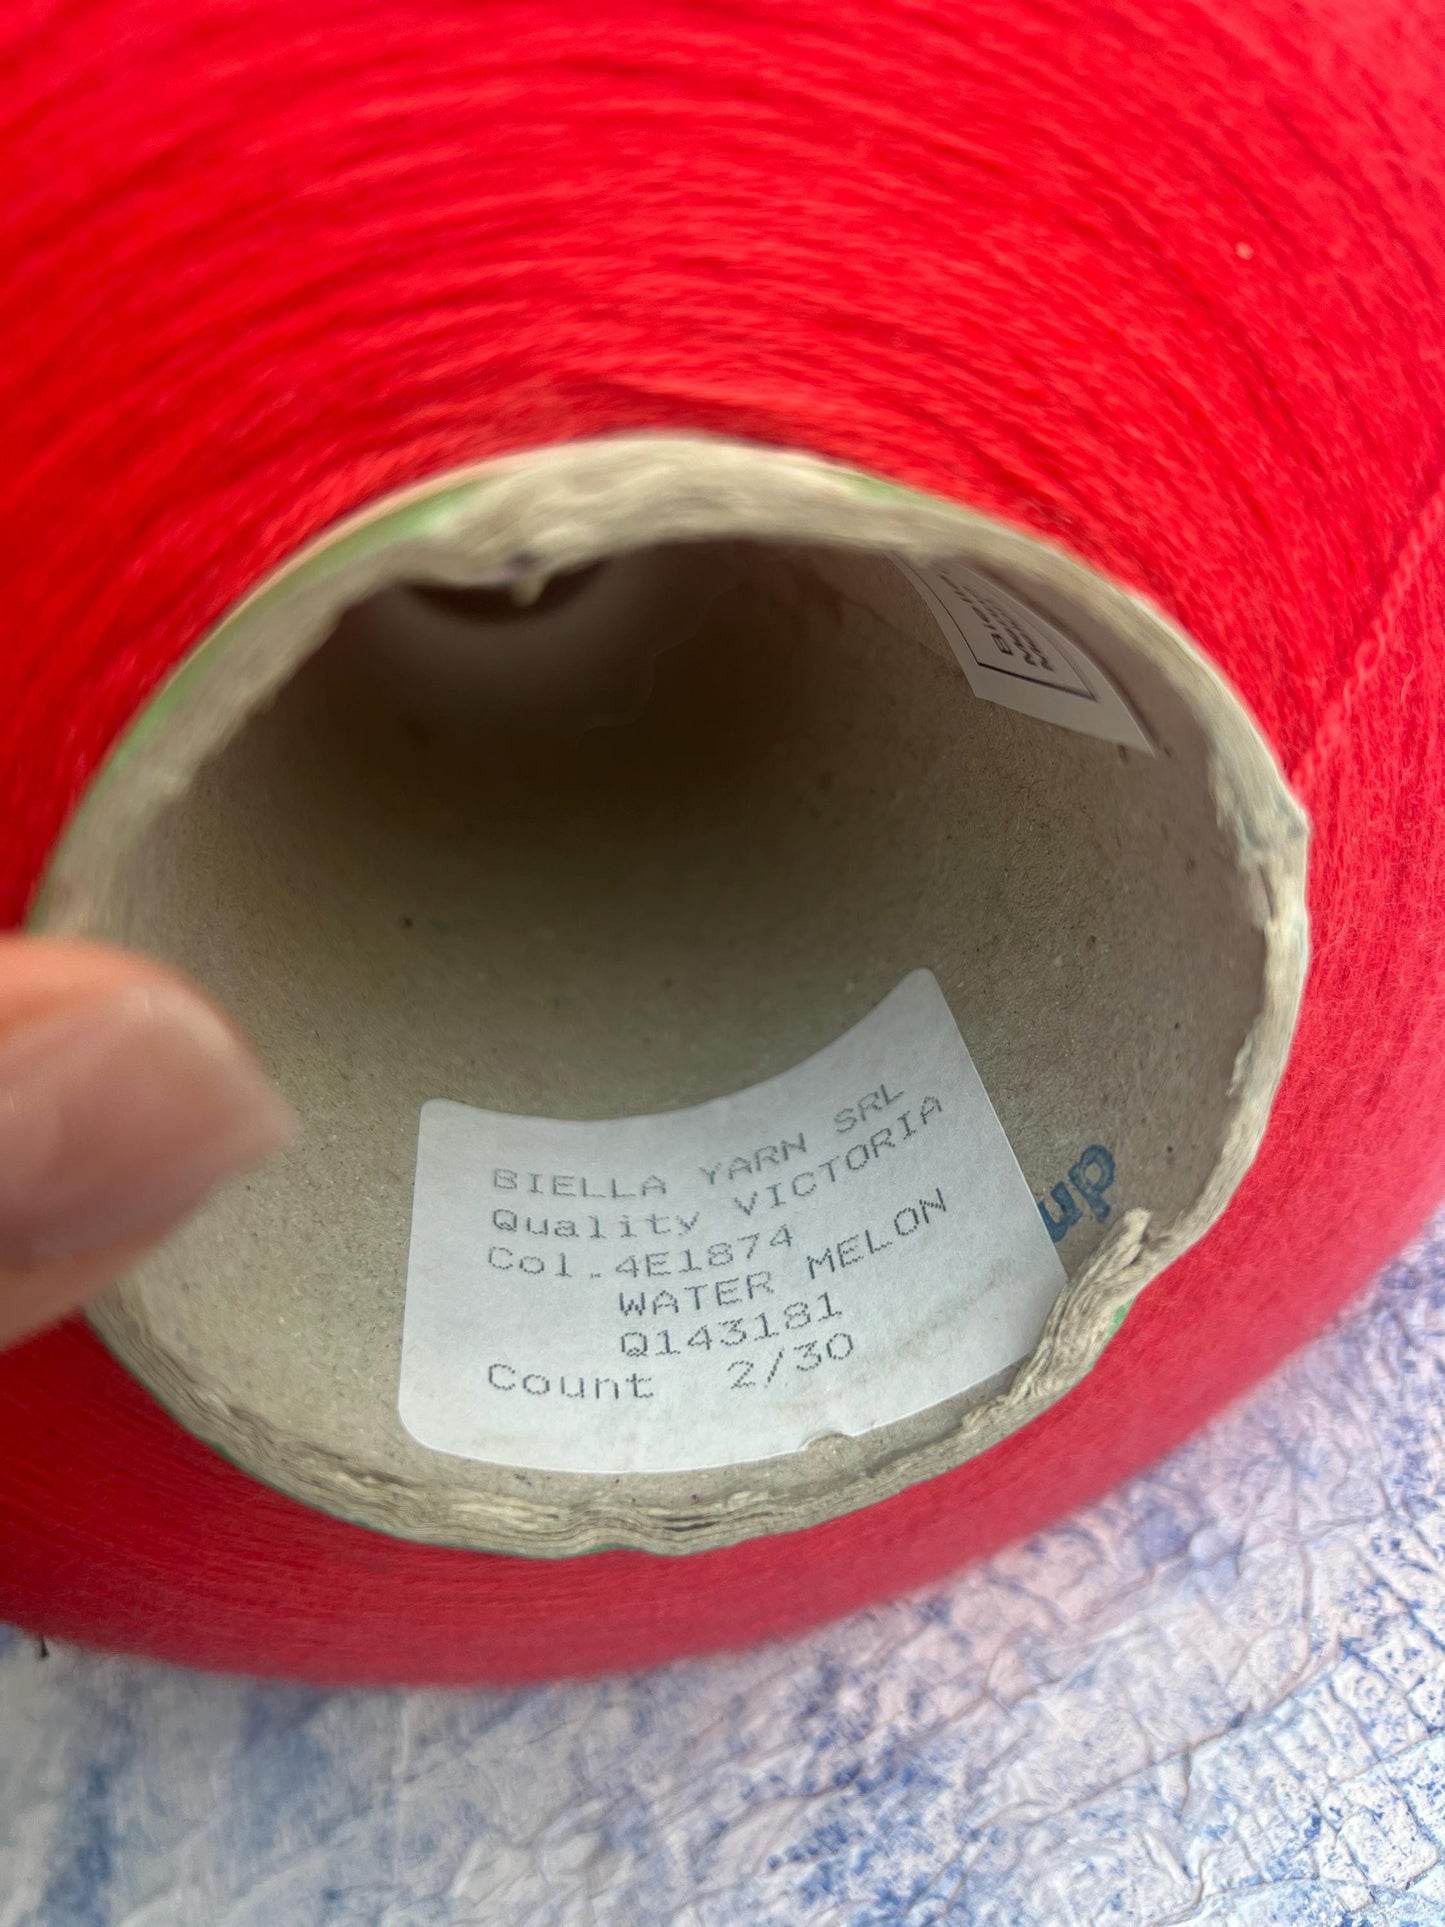 BIELLA YARN SRL
Quality VICTORIA
Col.4E1874
WATER MELON
Q143181
Count 2/30